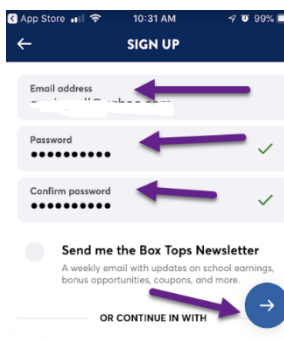 App Store 10:31 AM 99%
SIGN UP
Email address
Password
●●●●●●●●●●
Confirm password
●●●●●●●●●●
Send me the Box Tops Newsletter
A weekly email with updates on school earnings,
bonus opportunities, coupons, and more.
OR CONTINUE IN WITH